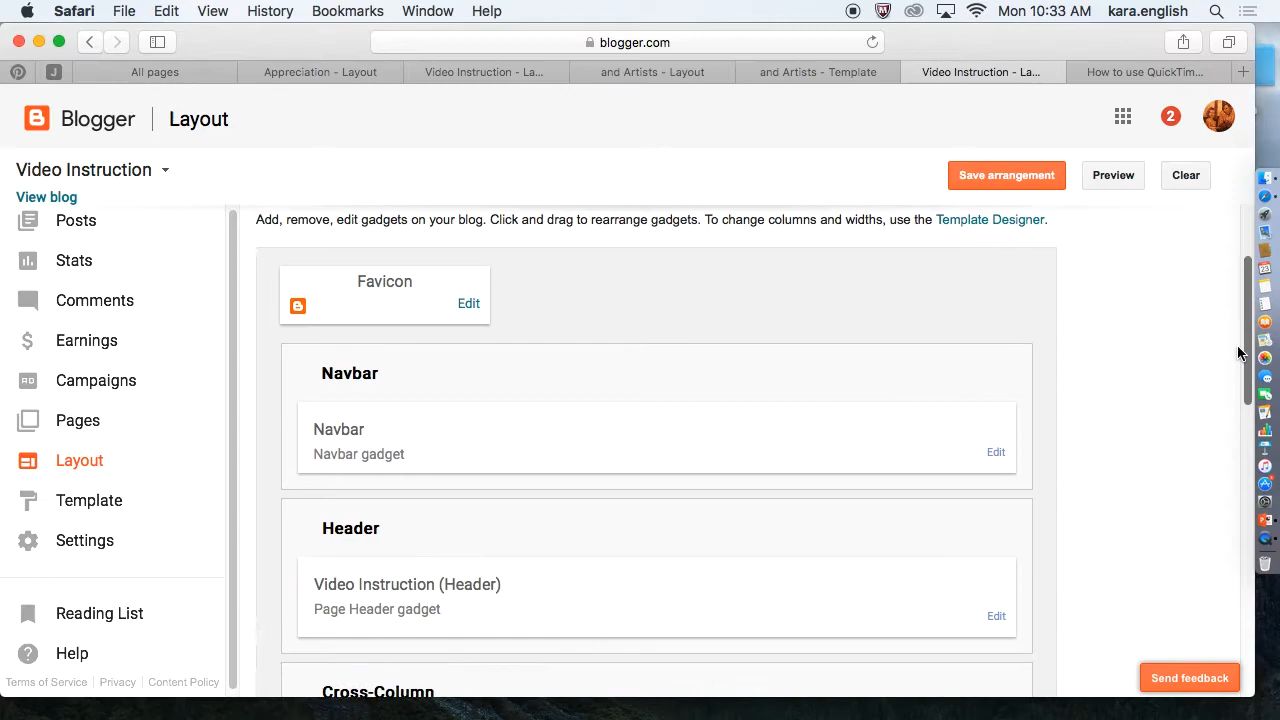 Safari File Edit View History Bookmarks Window Help Mon 10:33 AM kara.english
blogger.com
All pages Appreciation - Layout Video Instruction - La... and Artists - Layout and Artists - Template Video Instruction - La... How to use QuickTim...
Blogger Layout 2
Video Instruction Save arrangement Preview Clear
View blog
Posts
Stats
Comments
Earnings
Campaigns
Pages
Layout
Template
Settings
Reading List
Help
Terms of Service Privacy Content Policy
Add, remove, edit gadgets on your blog. Click and drag to rearrange gadgets. To change columns and widths, use the Template Designer.
Favicon
Edit
Navbar
Navbar
Navbar gadget Edit
Header
Video Instruction (Header)
Page Header gadget Edit
Cross-Column
Send feedback